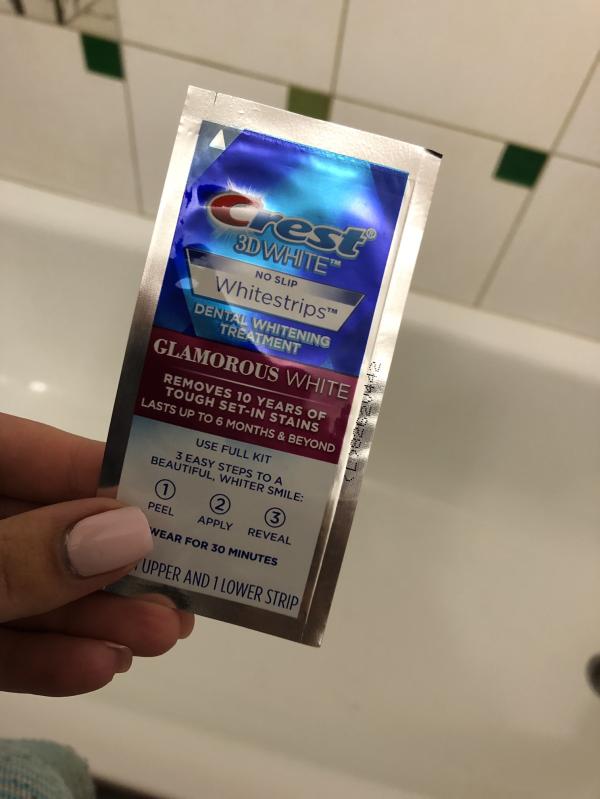 Crest®
3D WHITE™
NO SLIP
Whitestrips™
DENTAL WHITENING
TREATMENT
GLAMOROUS WHITE
REMOVES 10 YEARS OF
TOUGH SET-IN STAINS
LASTS UP TO 6 MONTHS & BEYOND
USE FULL KIT
3 EASY STEPS TO A
BEAUTIFUL, WHITER SMILE:
1 2 3
PEEL APPLY REVEAL
WEAR FOR 30 MINUTES
UPPER AND 1 LOWER STRIP